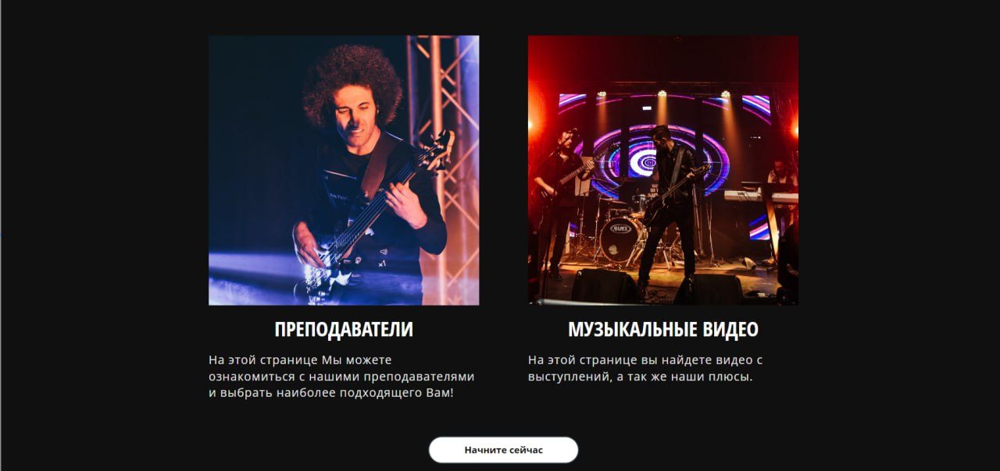 MAPEX
ПРЕПОДАВАТЕЛИ
МУЗЫКАЛЬНЫЕ ВИДЕО
На этой странице Мы можете
ознакомиться с нашими преподавателями
и выбрать наиболее подходящего Вам!
На этой странице вы найдете видео с
выступлений, а так же наши плюсы.
Начните сейчас